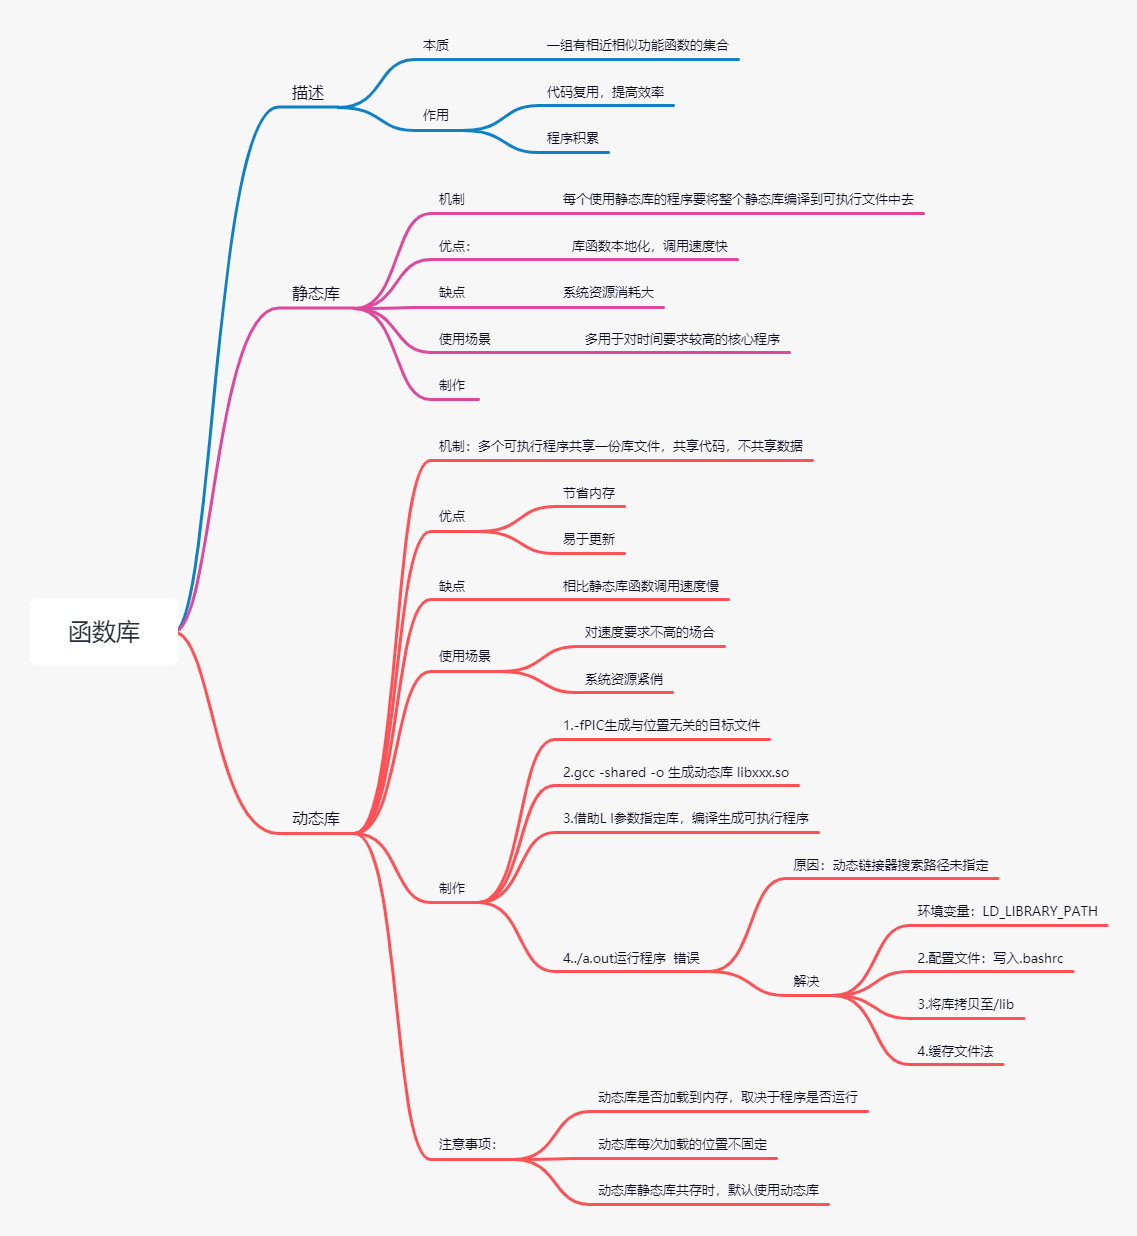 函数库
描述
本质
一组有相近相似功能函数的集合
作用
代码复用，提高效率
程序积累
静态库
机制
每个使用静态库的程序要将整个静态库编译到可执行文件中去
优点：
库函数本地化，调用速度快
缺点
系统资源消耗大
使用场景
多用于对时间要求较高的核心程序
制作
动态库
机制：多个可执行程序共享一份库文件，共享代码，不共享数据
优点
节省内存
易于更新
缺点
相比静态库函数调用速度慢
使用场景
对速度要求不高的场合
系统资源紧俏
制作
1.-fPIC生成与位置无关的目标文件
2.gcc -shared -o 生成动态库 libxxx.so
3.借助L l参数指定库，编译生成可执行程序
4../a.out运行程序 错误
原因：动态链接器搜索路径未指定
解决
环境变量：LD_LIBRARY_PATH
2.配置文件：写入.bashrc
3.将库拷贝至/lib
4.缓存文件法
注意事项：
动态库是否加载到内存，取决于程序是否运行
动态库每次加载的位置不固定
动态库静态库共存时，默认使用动态库